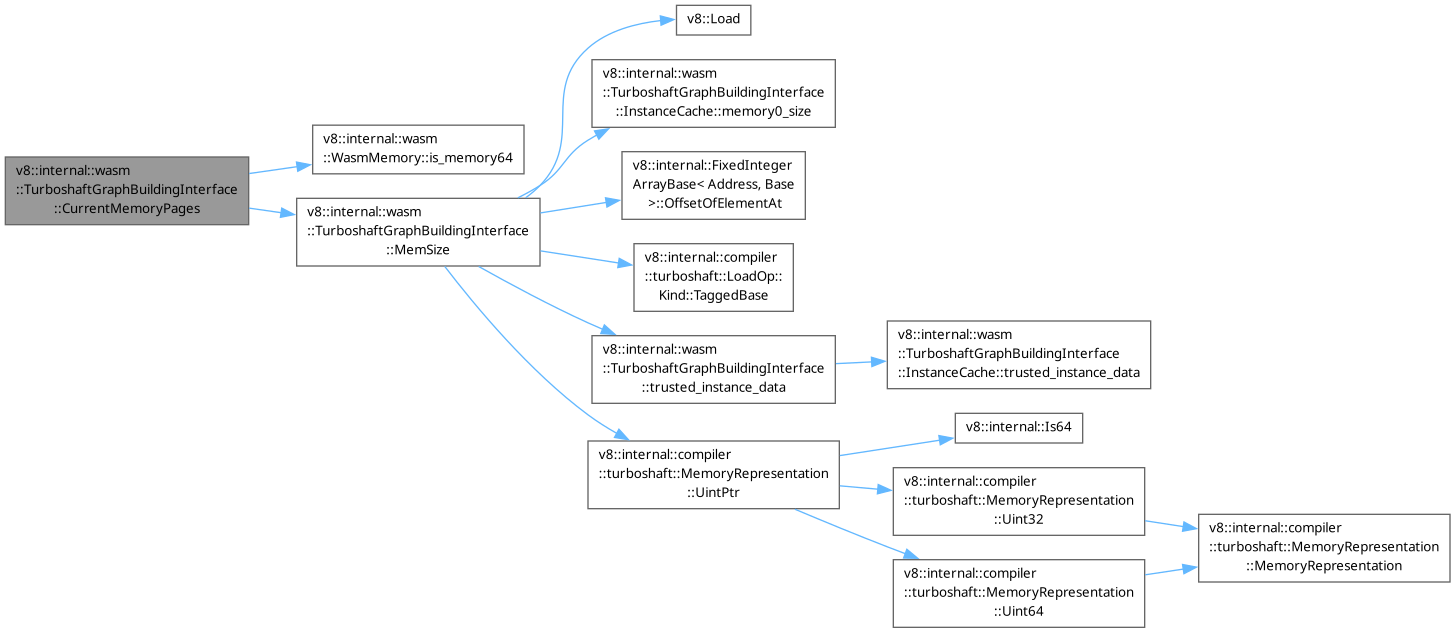 v8::Load
v8::internal::wasm
::TurboshaftGraphBuildingInterface
::InstanceCache::memory0_size
v8::internal::wasm
::WasmMemory::is_memory64
v8::internal::wasm
::TurboshaftGraphBuildingInterface
::CurrentMemoryPages
v8::internal::FixedInteger
ArrayBase< Address, Base
>::OffsetOfElementAt
v8::internal::wasm
::TurboshaftGraphBuildingInterface
::MemSize
v8::internal::compiler
::turboshaft::LoadOp::
Kind::TaggedBase
v8::internal::wasm
::TurboshaftGraphBuildingInterface
::trusted_instance_data
v8::internal::wasm
::TurboshaftGraphBuildingInterface
::InstanceCache::trusted_instance_data
v8::internal::compiler
::turboshaft::MemoryRepresentation
::UintPtr
v8::internal::Is64
v8::internal::compiler
::turboshaft::MemoryRepresentation
::Uint32
v8::internal::compiler
::turboshaft::MemoryRepresentation
::Uint64
v8::internal::compiler
::turboshaft::MemoryRepresentation
::MemoryRepresentation